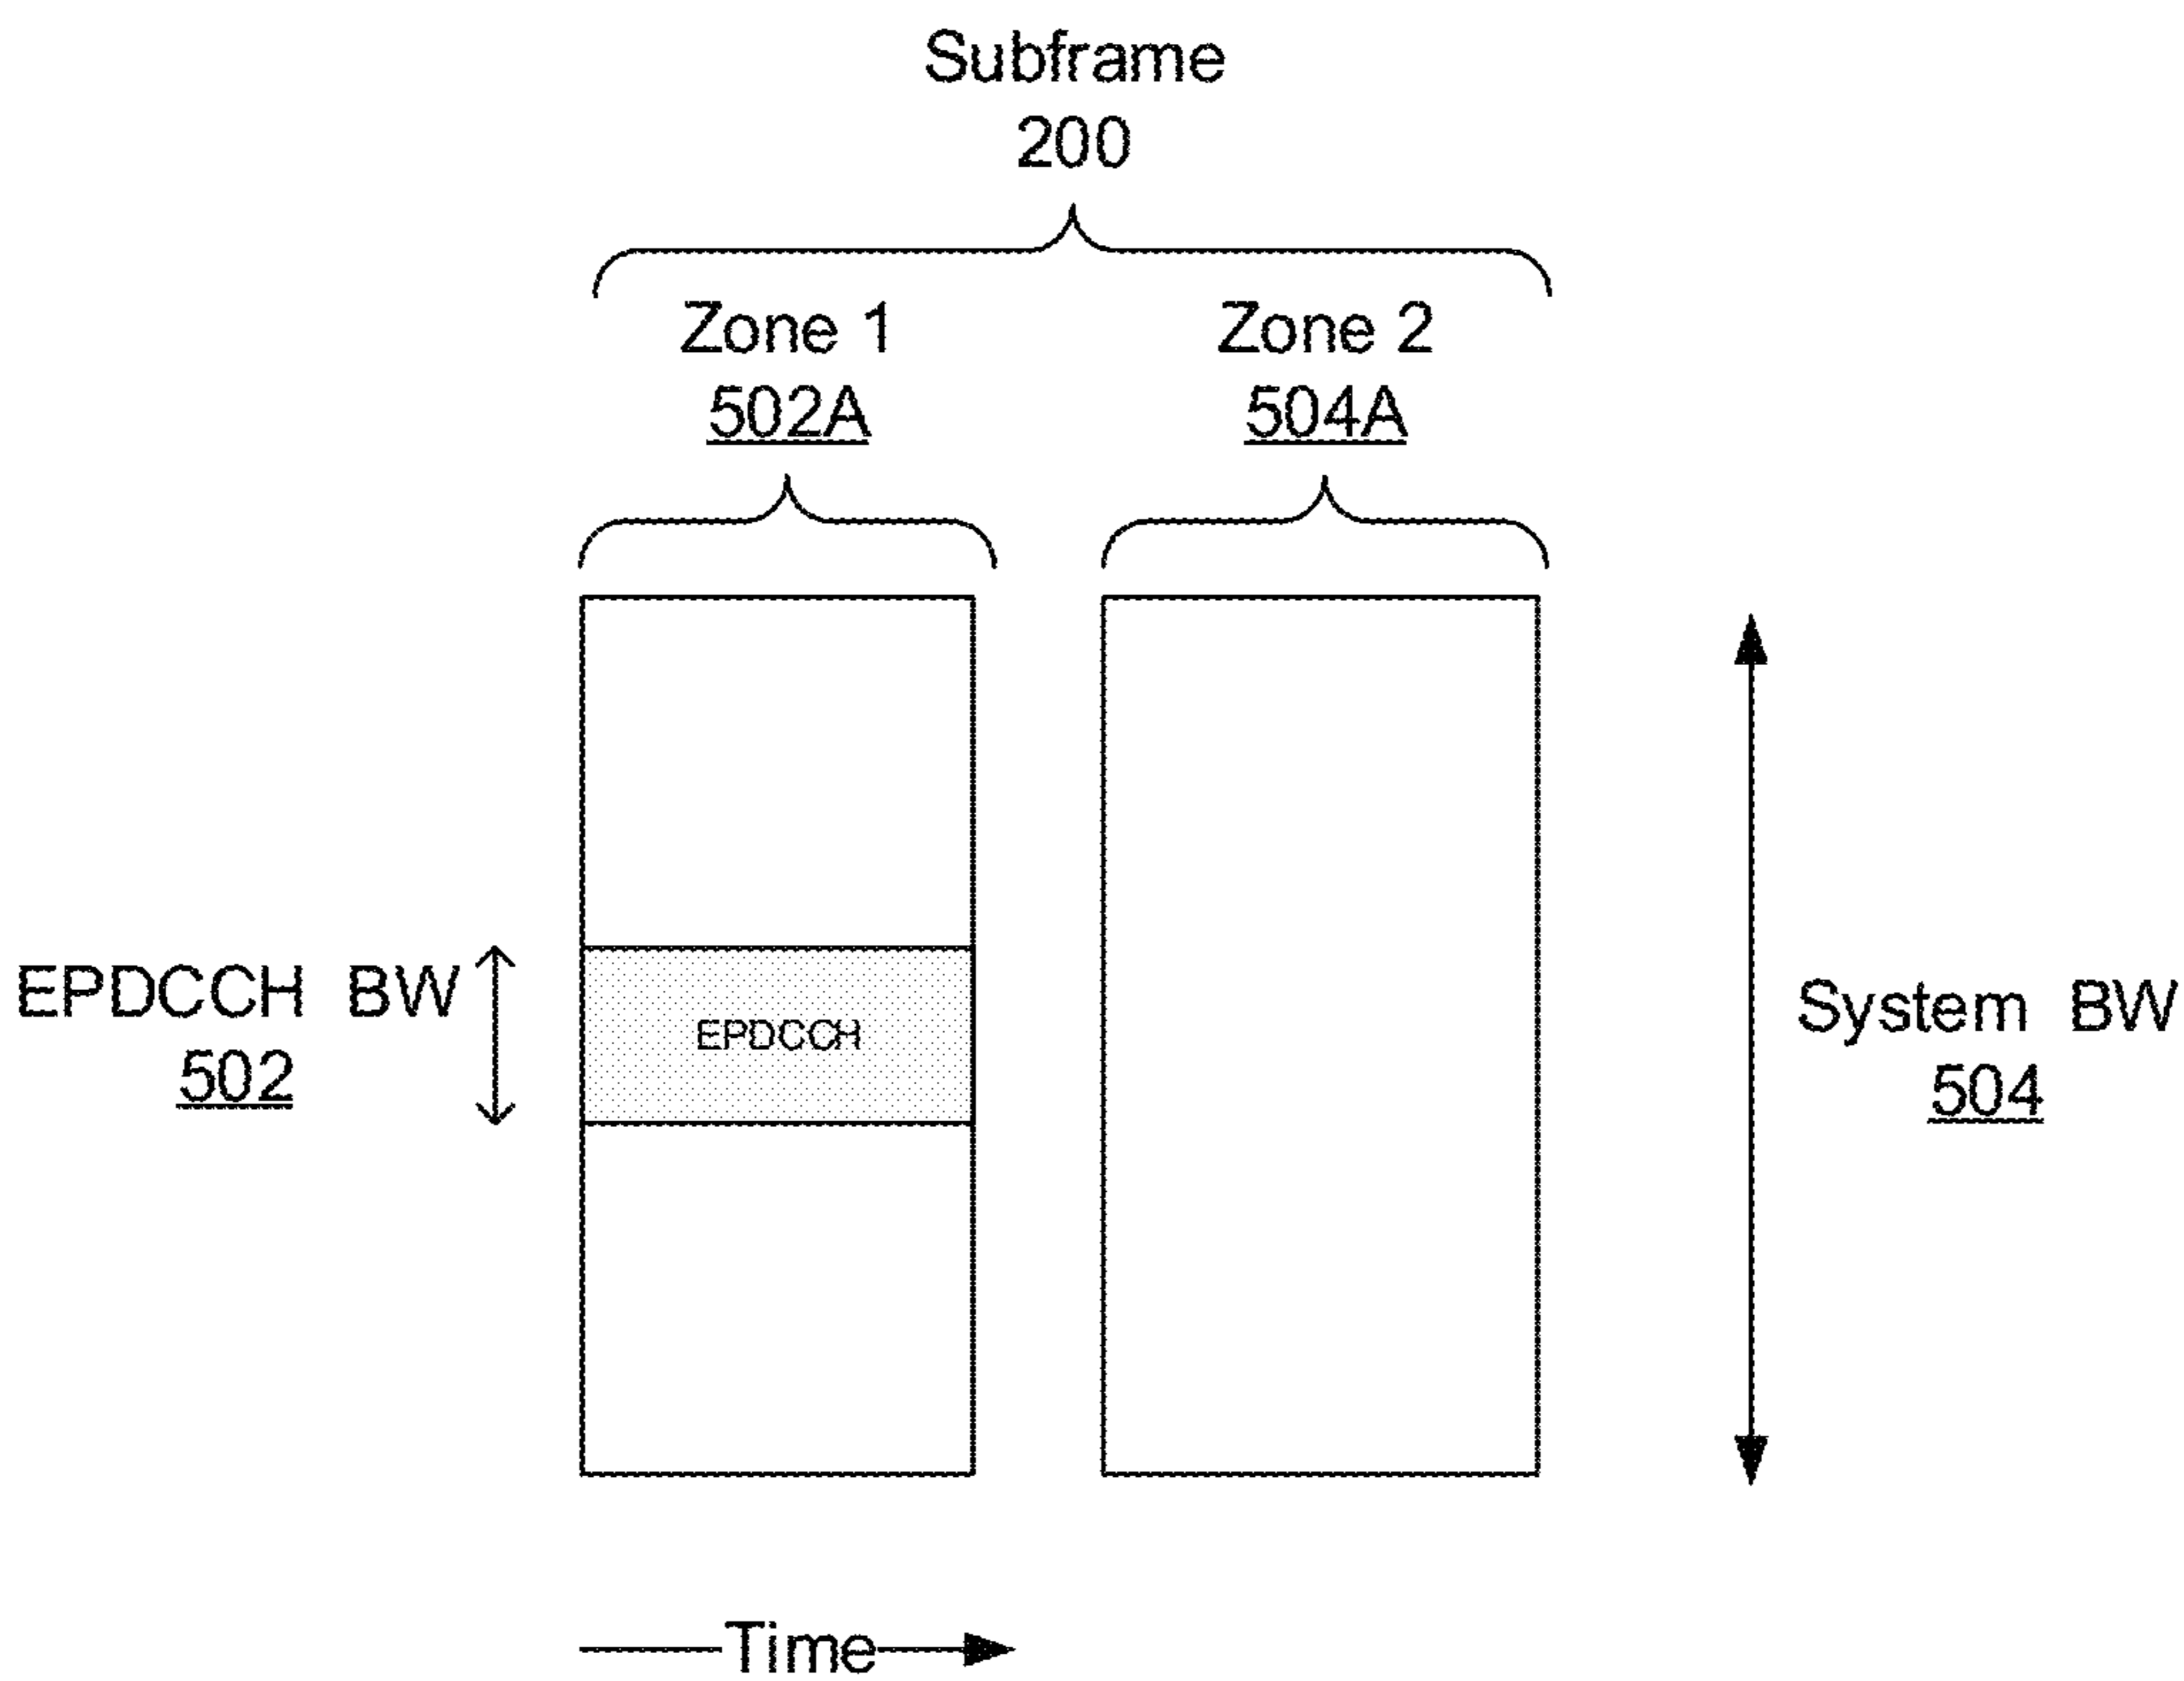 Subframe
200
Zone 1
502A
Zone 2
504A
EPDCCH BW
502
EPDCCH
System BW
504
Time